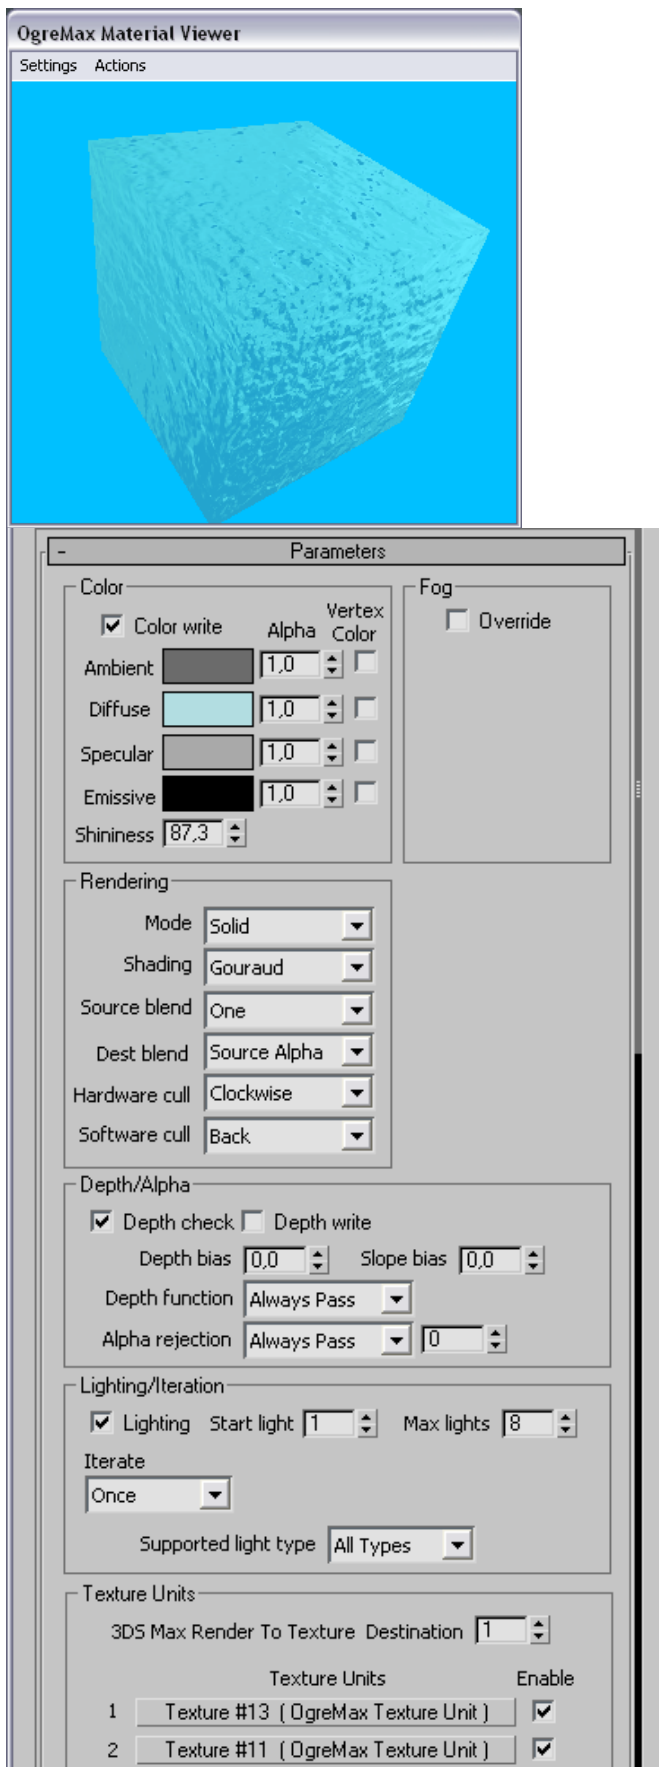 OgreMax Material Viewer
Settings Actions
- Parameters
Color
Fog
Color write Alpha Vertex Color
Override
Ambient 1,0
Diffuse 1,0
Specular 1,0
Emissive 1,0
Shininess 87,3
Rendering
Mode Solid
Shading Gouraud
Source blend One
Dest blend Source Alpha
Hardware cull Clockwise
Software cull Back
Depth/Alpha
Depth check Depth write
Depth bias 0,0 Slope bias 0,0
Depth function Always Pass
Alpha rejection Always Pass 0
Lighting/Iteration
Lighting Start light 1 Max lights 8
Iterate
Once
Supported light type All Types
Texture Units
3DS Max Render To Texture Destination 1
Texture Units Enable
1 Texture #13 ( OgreMax Texture Unit )
2 Texture #11 ( OgreMax Texture Unit )